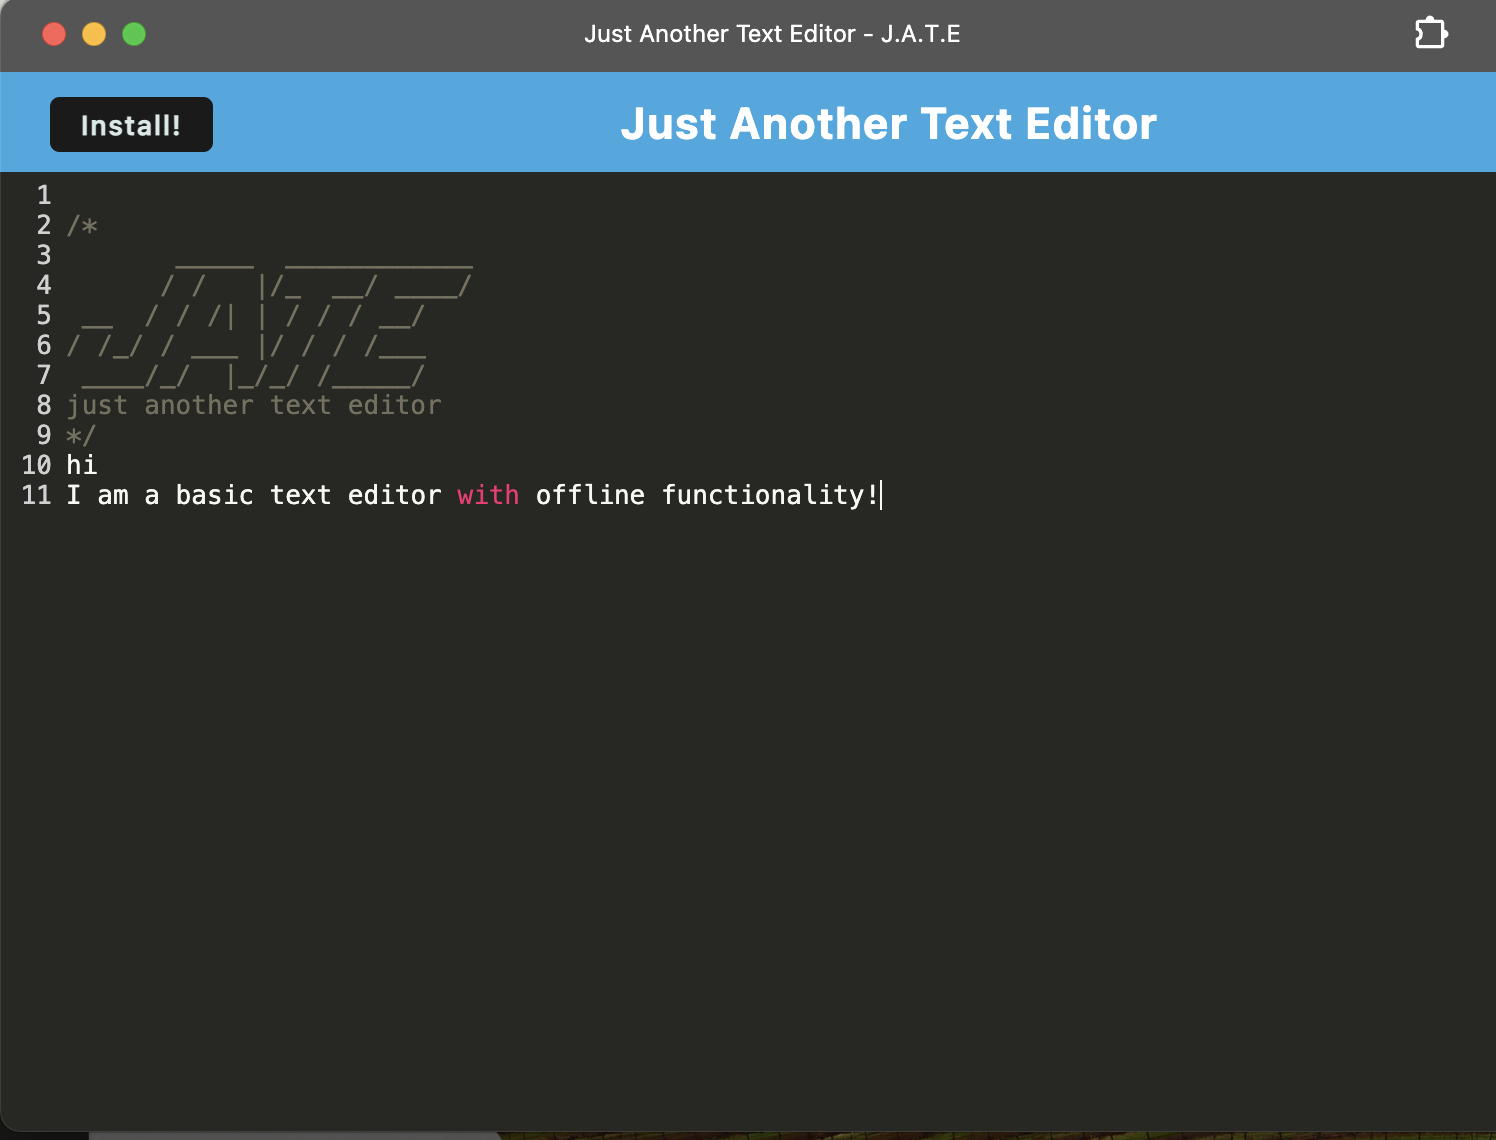 Just Another Text Editor - J.A.T.E
Install!
Just Another Text Editor
1
2 /*
3        _____  ____________
4       / /   |/_  __/ ____/
5  __  / / /| | / / / __/
6 / /_/ / ___ |/ / / /___
7  ____/_/  |_/_/ /_____/
8 just another text editor
9 */
10 hi
11 I am a basic text editor with offline functionality!